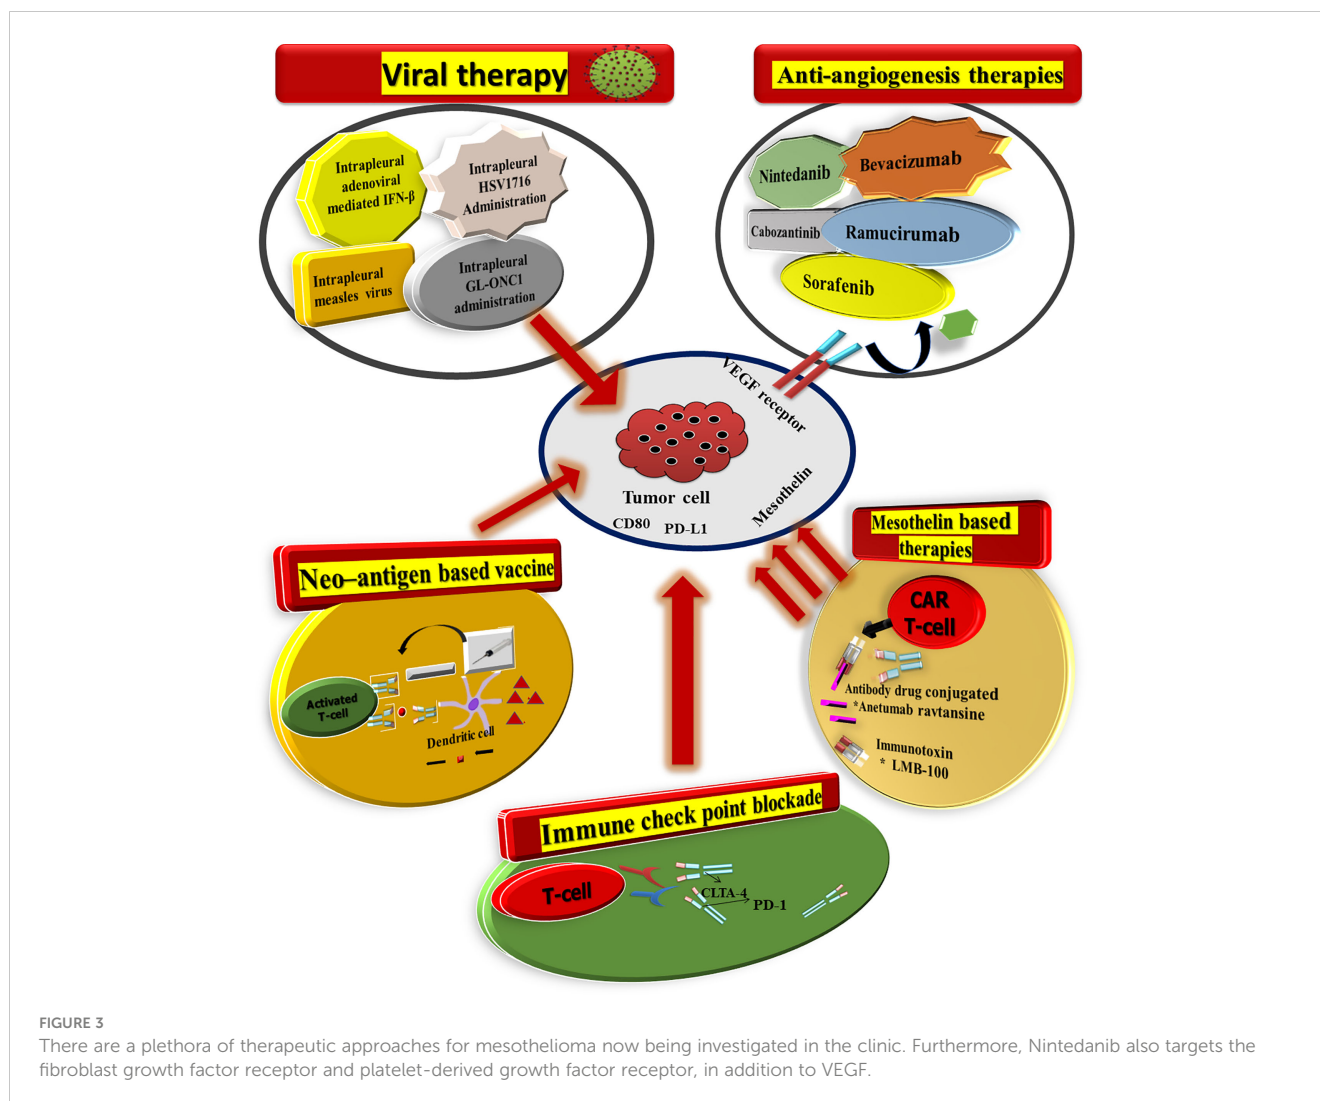 Viral therapy
Anti-angiogenesis therapies
Intrapleural
adenoviral
mediated IFN-β
Intrapleural
HSV1716
Administration
Intrapleural
measles virus
Intrapleural
GL-ONC1
administration
Nintedanib
Bevacizumab
Cabozantinib
Ramucirumab
Sorafenib
VEGF receptor
Tumor cell
CD80
PD-L1
Mesothelin
Neo–antigen based vaccine
Activated
T-cell
Dendritic cell
Mesothelin based
therapies
CAR
T-cell
Antibody drug conjugated
*Anetumab ravtansine
Immunotoxin
* LMB-100
Immune check point blockade
T-cell
CLTA-4
PD-1
FIGURE 3
There are a plethora of therapeutic approaches for mesothelioma now being investigated in the clinic. Furthermore, Nintedanib also targets the
fibroblast growth factor receptor and platelet-derived growth factor receptor, in addition to VEGF.